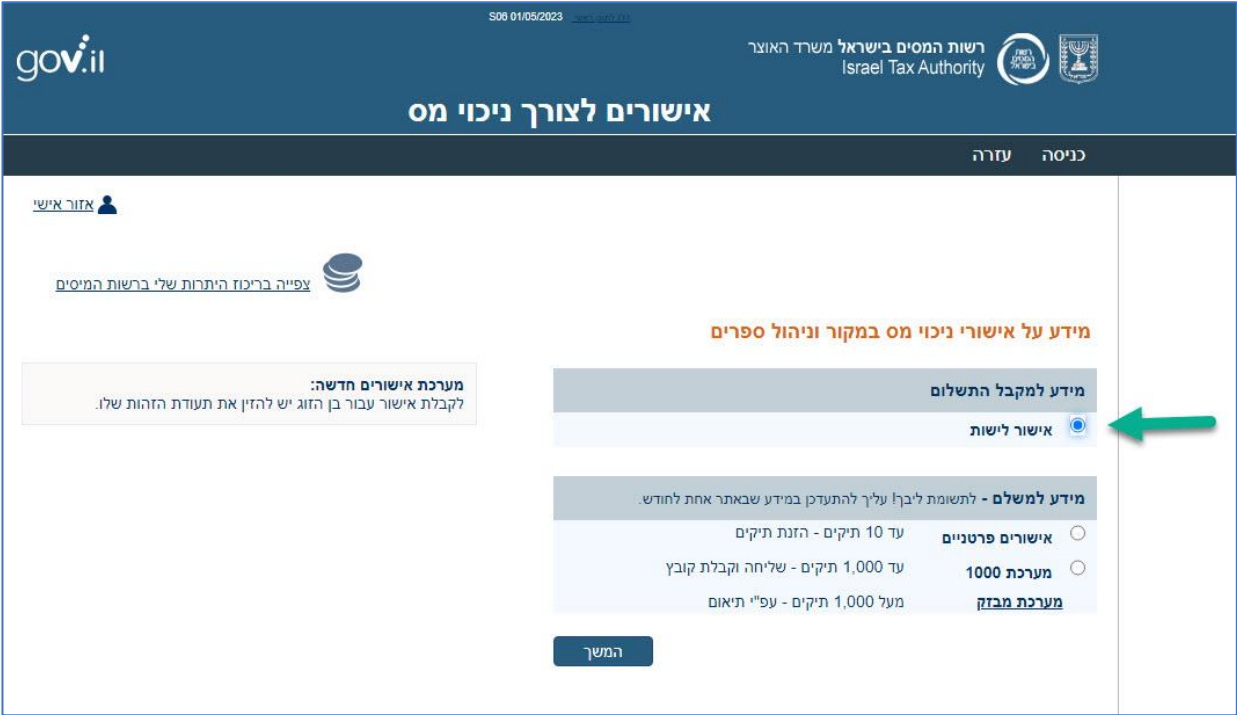 S06 01/05/2023
gov.il
רשות המסים בישראל משרד האוצר
Israel Tax Authority
אישורים לצורך ניכוי מס
כניסה עזרה
אזור אישי
צפייה בריכוז היתרות שלי ברשות המיסים
מידע על אישורי ניכוי מס במקור וניהול ספרים
מידע למקבל התשלום
אישור לישות
מערכת אישורים חדשה:
לקבלת אישור עבור בן הזוג יש להזין את תעודת הזהות שלו.
מידע למשלם - לתשומת ליבך! עליך להתעדכן במידע שבאתר אחת לחודש.
אישורים פרטניים עד 10 תיקים - הזנת תיקים
מערכת 1000 עד 1,000 תיקים - שליחה וקבלת קובץ
מערכת מבזק מעל 1,000 תיקים - עפ"י תיאום
המשך